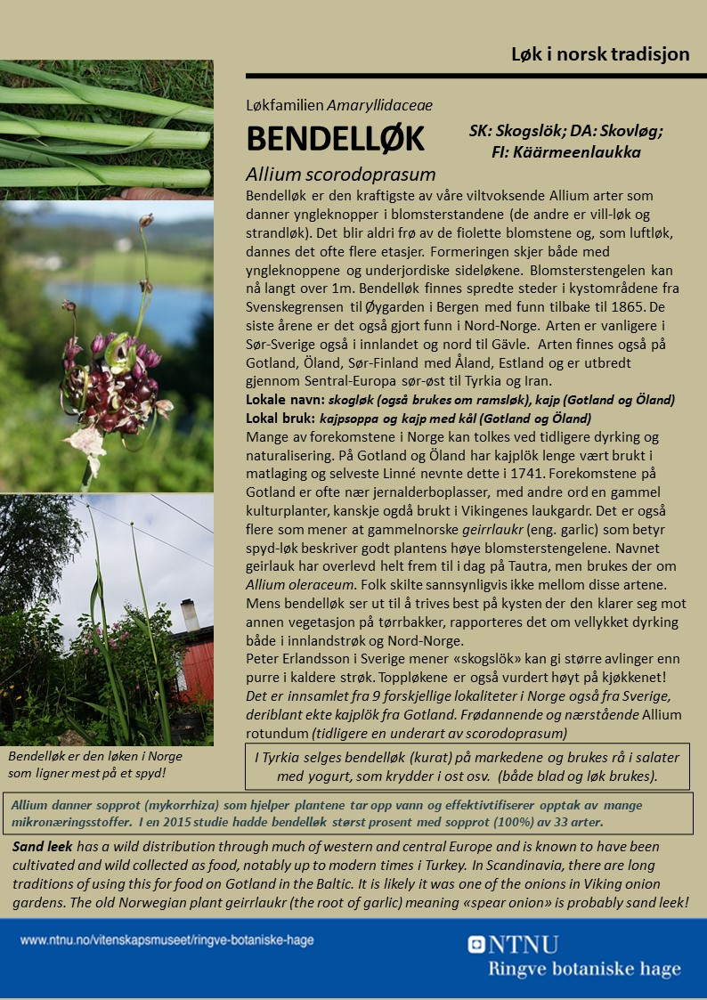 Løk i norsk tradisjon
Løkfamilien Amaryllidaceae
BENDELLØK
SK: Skogslök; DA: Skovløg;
FI: Käärmeenlaukka
Allium scorodoprasum
Bendelløk er den kraftigste av våre viltvoksende Allium arter som
danner yngleknopper i blomsterstandene (de andre er vill-løk og
strandløk). Det blir aldri frø av de fiolette blomstene og, som luftløk,
dannes det ofte flere etasjer. Formeringen skjer både med
yngleknoppene og underjordiske sideløkene. Blomsterstengelen kan
nå langt over 1m. Bendelløk finnes spredte steder i kystområdene fra
Svenskegrensen til Øygarden i Bergen med funn tilbake til 1865. De
siste årene er det også gjort funn i Nord-Norge. Arten er vanligere i
Sør-Sverige også i innlandet og nord til Gävle. Arten finnes også på
Gotland, Öland, Sør-Finland med Åland, Estland og er utbredt
gjennom Sentral-Europa sør-øst til Tyrkia og Iran.
Lokale navn: skogløk (også brukes om ramsløk), kajp (Gotland og Öland)
Lokal bruk: kajpsoppa og kajp med kål (Gotland og Öland)
Mange av forekomstene i Norge kan tolkes ved tidligere dyrking og
naturalisering. På Gotland og Öland har kajplök lenge vært brukt i
matlaging og selveste Linné nevnte dette i 1741. Forekomstene på
Gotland er ofte nær jernalderboplasser, med andre ord en gammel
kulturplanter, kanskje ogdå brukt i Vikingenes laukgardr. Det er også
flere som mener at gammelnorske geirrlaukr (eng. garlic) som betyr
spyd-løk beskriver godt plantens høye blomsterstengelene. Navnet
geirlauk har overlevd helt frem til i dag på Tautra, men brukes der om
Allium oleraceum. Folk skilte sannsynligvis ikke mellom disse artene.
Mens bendelløk ser ut til å trives best på kysten der den klarer seg mot
annen vegetasjon på tørrbakker, rapporteres det om vellykket dyrking
både i innlandstrøk og Nord-Norge.
Peter Erlandsson i Sverige mener «skogslök» kan gi større avlinger enn
purre i kaldere strøk. Toppløkene er også vurdert høyt på kjøkkenet!
Det er innsamlet fra 9 forskjellige lokaliteter i Norge også fra Sverige,
deriblant ekte kajplök fra Gotland. Frødannende og nærstående Allium
rotundum (tidligere en underart av scorodoprasum)
Bendelløk er den løken i Norge
som ligner mest på et spyd!
I Tyrkia selges bendelløk (kurat) på markedene og brukes rå i salater
med yogurt, som krydder i ost osv. (både blad og løk brukes).
Allium danner sopprot (mykorrhiza) som hjelper plantene tar opp vann og effektivtifiserer opptak av mange
mikronæringsstoffer. I en 2015 studie hadde bendelløk størst prosent med sopprot (100%) av 33 arter.
Sand leek has a wild distribution through much of western and central Europe and is known to have been
cultivated and wild collected as food, notably up to modern times i Turkey. In Scandinavia, there are long
traditions of using this for food on Gotland in the Baltic. It is likely it was one of the onions in Viking onion
gardens. The old Norwegian plant geirrlaukr (the root of garlic) meaning «spear onion» is probably sand leek!
www.ntnu.no/vitenskapsmuseet/ringve-botaniske-hage
NTNU
Ringve botaniske hage